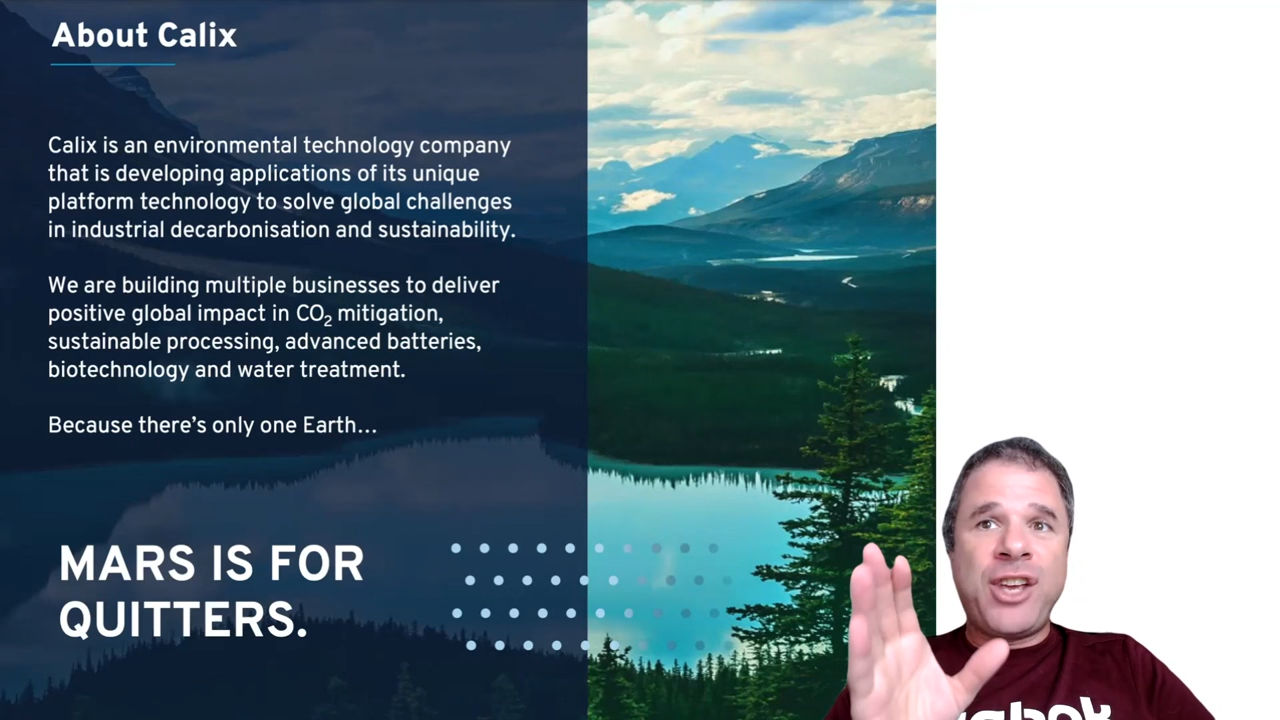 About Calix
Calix is an environmental technology company
that is developing applications of its unique
platform technology to solve global challenges
in industrial decarbonisation and sustainability.
We are building multiple businesses to deliver
positive global impact in CO₂ mitigation,
sustainable processing, advanced batteries,
biotechnology and water treatment.
Because there's only one Earth…
MARS IS FOR
QUITTERS.